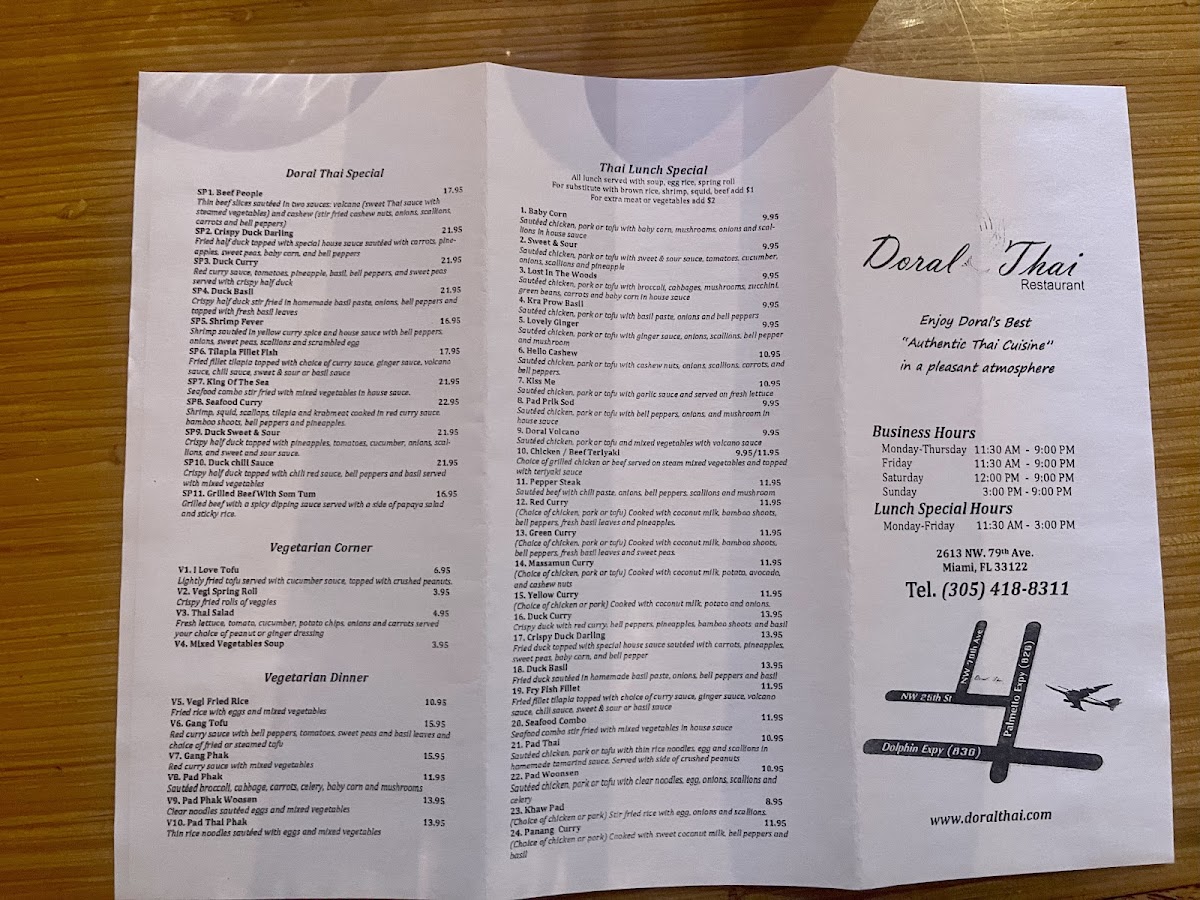 Doral Thai Special
SP1. Beef People 17.95
Thin beef slices sautéed in two sauces: volcano (sweet Thai sauce with
steamed vegetables) and cashew (stir fried cashew nuts, onions, scallions,
carrots and bell peppers)
SP2. Crispy Duck Darling 21.95
Fried half duck topped with special house sauce sautéed with carrots, pine-
apples, sweet peas, baby corn, and bell peppers
SP3. Duck Curry 21.95
Red curry sauce, tomatoes, pineapple, basil, bell peppers, and sweet peas
served with crispy half duck
SP4. Duck Basil 21.95
Crispy half duck stir fried in homemade basil paste, onions, bell peppers and
topped with fresh basil leaves
SP5. Shrimp Fever 16.95
Shrimp sautéed in yellow curry spice and house sauce with bell peppers,
onions, sweet peas, scallions and scrambled egg
SP6. Tilapia Fillet Fish 17.95
Fried fillet tilapia topped with choice of curry sauce, ginger sauce, volcano
sauce, chili sauce, sweet & sour or basil sauce
SP7. King Of The Sea 21.95
Seafood combo stir fried with mixed vegetables in house sauce.
SP8. Seafood Curry 22.95
Shrimp, squid, scallops, tilapia and krabmeat cooked in red curry sauce,
bamboo shoots, bell peppers and pineapples.
SP9. Duck Sweet & Sour 21.95
Crispy half duck topped with pineapples, tomatoes, cucumber, onions, scal-
lions, and sweet and sour sauce.
SP10. Duck chili Sauce 21.95
Crispy half duck topped with chili red sauce, bell peppers and basil served
with mixed vegetables
SP11. Grilled Beef With Som Tum 16.95
Grilled beef with a spicy dipping sauce served with a side of papaya salad
and sticky rice.
Vegetarian Corner
V1. I Love Tofu 6.95
Lightly fried tofu served with cucumber sauce, topped with crushed peanuts.
V2. Vegi Spring Roll 3.95
Crispy fried rolls of veggies
V3. Thai Salad 4.95
Fresh lettuce, tomato, cucumber, potato chips, onions and carrots served
your choice of peanut or ginger dressing
V4. Mixed Vegetables Soup 3.95
Vegetarian Dinner
V5. Vegi Fried Rice 10.95
Fried rice with eggs and mixed vegetables
V6. Gang Tofu 15.95
Red curry sauce with bell peppers, tomatoes, sweet peas and basil leaves and
choice of fried or steamed tofu
V7. Gang Phak 15.95
Red curry sauce with mixed vegetables
V8. Pad Phak 11.95
Sautéed broccoli, cabbage, carrots, celery, baby corn and mushrooms
V9. Pad Phak Woonsen 13.95
Clear noodles sautéed eggs and mixed vegetables
V10. Pad Thai Phak 13.95
Thin rice noodles sautéed with eggs and mixed vegetables
Thai Lunch Special
All lunch served with soup, egg rice, spring roll
For substitute with brown rice, shrimp, squid, beef add $1
For extra meat or vegetables add $2
1. Baby Corn 9.95
Sautéed chicken, pork or tofu with baby corn, mushrooms, onions and scal-
lions in house sauce
2. Sweet & Sour 9.95
Sautéed chicken, pork or tofu with sweet & sour sauce, tomatoes, cucumber,
onions, scallions and pineapple
3. Lost In The Woods 9.95
Sautéed chicken, pork or tofu with broccoli, cabbages, mushrooms, zucchini,
green beans, carrots and baby corn in house sauce
4. Kra Prow Basil 9.95
Sautéed chicken, pork or tofu with basil paste, onions and bell peppers
5. Lovely Ginger 9.95
Sautéed chicken, pork or tofu with ginger sauce, onions, scallions, bell pepper
and mushroom
6. Hello Cashew 10.95
Sautéed chicken, pork or tofu with cashew nuts, onions, scallions, carrots, and
bell peppers.
7. Kiss Me 10.95
Sautéed chicken, pork or tofu with garlic sauce and served on fresh lettuce
8. Pad Prik Sod 9.95
Sautéed chicken, pork or tofu with bell peppers, onions, and mushroom in
house sauce
9. Doral Volcano 9.95
Sautéed chicken, pork or tofu and mixed vegetables with volcano sauce
10. Chicken / Beef Teriyaki 9.95/11.95
Choice of grilled chicken or beef served on steam mixed vegetables and topped
with teriyaki sauce
11. Pepper Steak 11.95
Sautéed beef with chili paste, onions, bell peppers, scallions and mushroom
12. Red Curry 11.95
(Choice of chicken, pork or tofu) Cooked with coconut milk, bamboo shoots,
bell peppers, fresh basil leaves and pineapples.
13. Green Curry 11.95
(Choice of chicken, pork or tofu) Cooked with coconut milk, bamboo shoots,
bell peppers, fresh basil leaves and sweet peas.
14. Massamun Curry 11.95
(Choice of chicken, pork or tofu) Cooked with coconut milk, potato, avocado,
and cashew nuts
15. Yellow Curry 11.95
(Choice of chicken or pork) Cooked with coconut milk, potato and onions.
16. Duck Curry 13.95
Crispy duck with red curry, bell peppers, pineapples, bamboo shoots and basil
17. Crispy Duck Darling 13.95
Fried duck topped with special house sauce sautéed with carrots, pineapples,
sweet peas, baby corn, and bell pepper
18. Duck Basil 13.95
Fried duck sautéed in homemade basil paste, onions, bell peppers and basil
19. Fry Fish Fillet 11.95
Fried fillet tilapia topped with choice of curry sauce, ginger sauce, volcano
sauce, chili sauce, sweet & sour or basil sauce
20. Seafood Combo 11.95
Seafood combo stir fried with mixed vegetables in house sauce
21. Pad Thai 10.95
Sautéed chicken, pork or tofu with thin rice noodles, egg and scallions in
homemade tamarind sauce. Served with side of crushed peanuts
22. Pad Woonsen 10.95
Sautéed chicken, pork or tofu with clear noodles, egg, onions, scallions and
celery
23. Khaw Pad 8.95
(Choice of chicken or pork) Stir fried rice with egg, onions and scallions.
24. Panang Curry 11.95
(Choice of chicken or pork) Cooked with sweet coconut milk, bell peppers and
basil
Doral Thai
Restaurant
Enjoy Doral's Best
"Authentic Thai Cuisine"
in a pleasant atmosphere
Business Hours
Monday-Thursday 11:30 AM - 9:00 PM
Friday 11:30 AM - 9:00 PM
Saturday 12:00 PM - 9:00 PM
Sunday 3:00 PM - 9:00 PM
Lunch Special Hours
Monday-Friday 11:30 AM - 3:00 PM
2613 NW. 79th Ave.
Miami, FL 33122
Tel. (305) 418-8311
NW 79th Ave
NW 25th St
Palmetto Expy (826)
Dolphin Expy (836)
www.doralthai.com